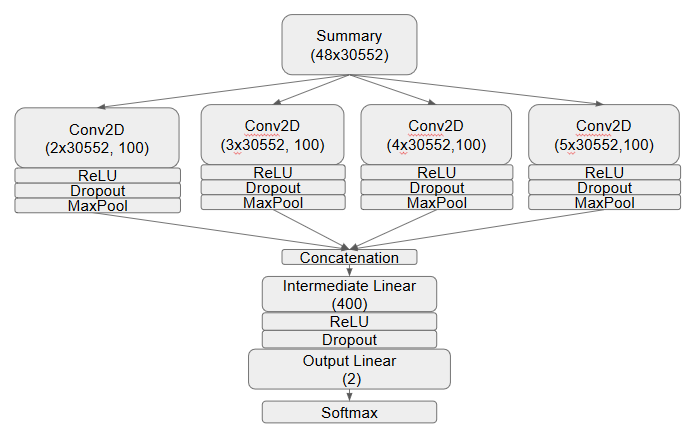 Summary
(48x30552)
Conv2D
(2x30552, 100)
ReLU
Dropout
MaxPool
Conv2D
(3x30552, 100)
ReLU
Dropout
MaxPool
Conv2D
(4x30552,100)
ReLU
Dropout
MaxPool
Conv2D
(5x30552,100)
ReLU
Dropout
MaxPool
Concatenation
Intermediate Linear
(400)
ReLU
Dropout
Output Linear
(2)
Softmax